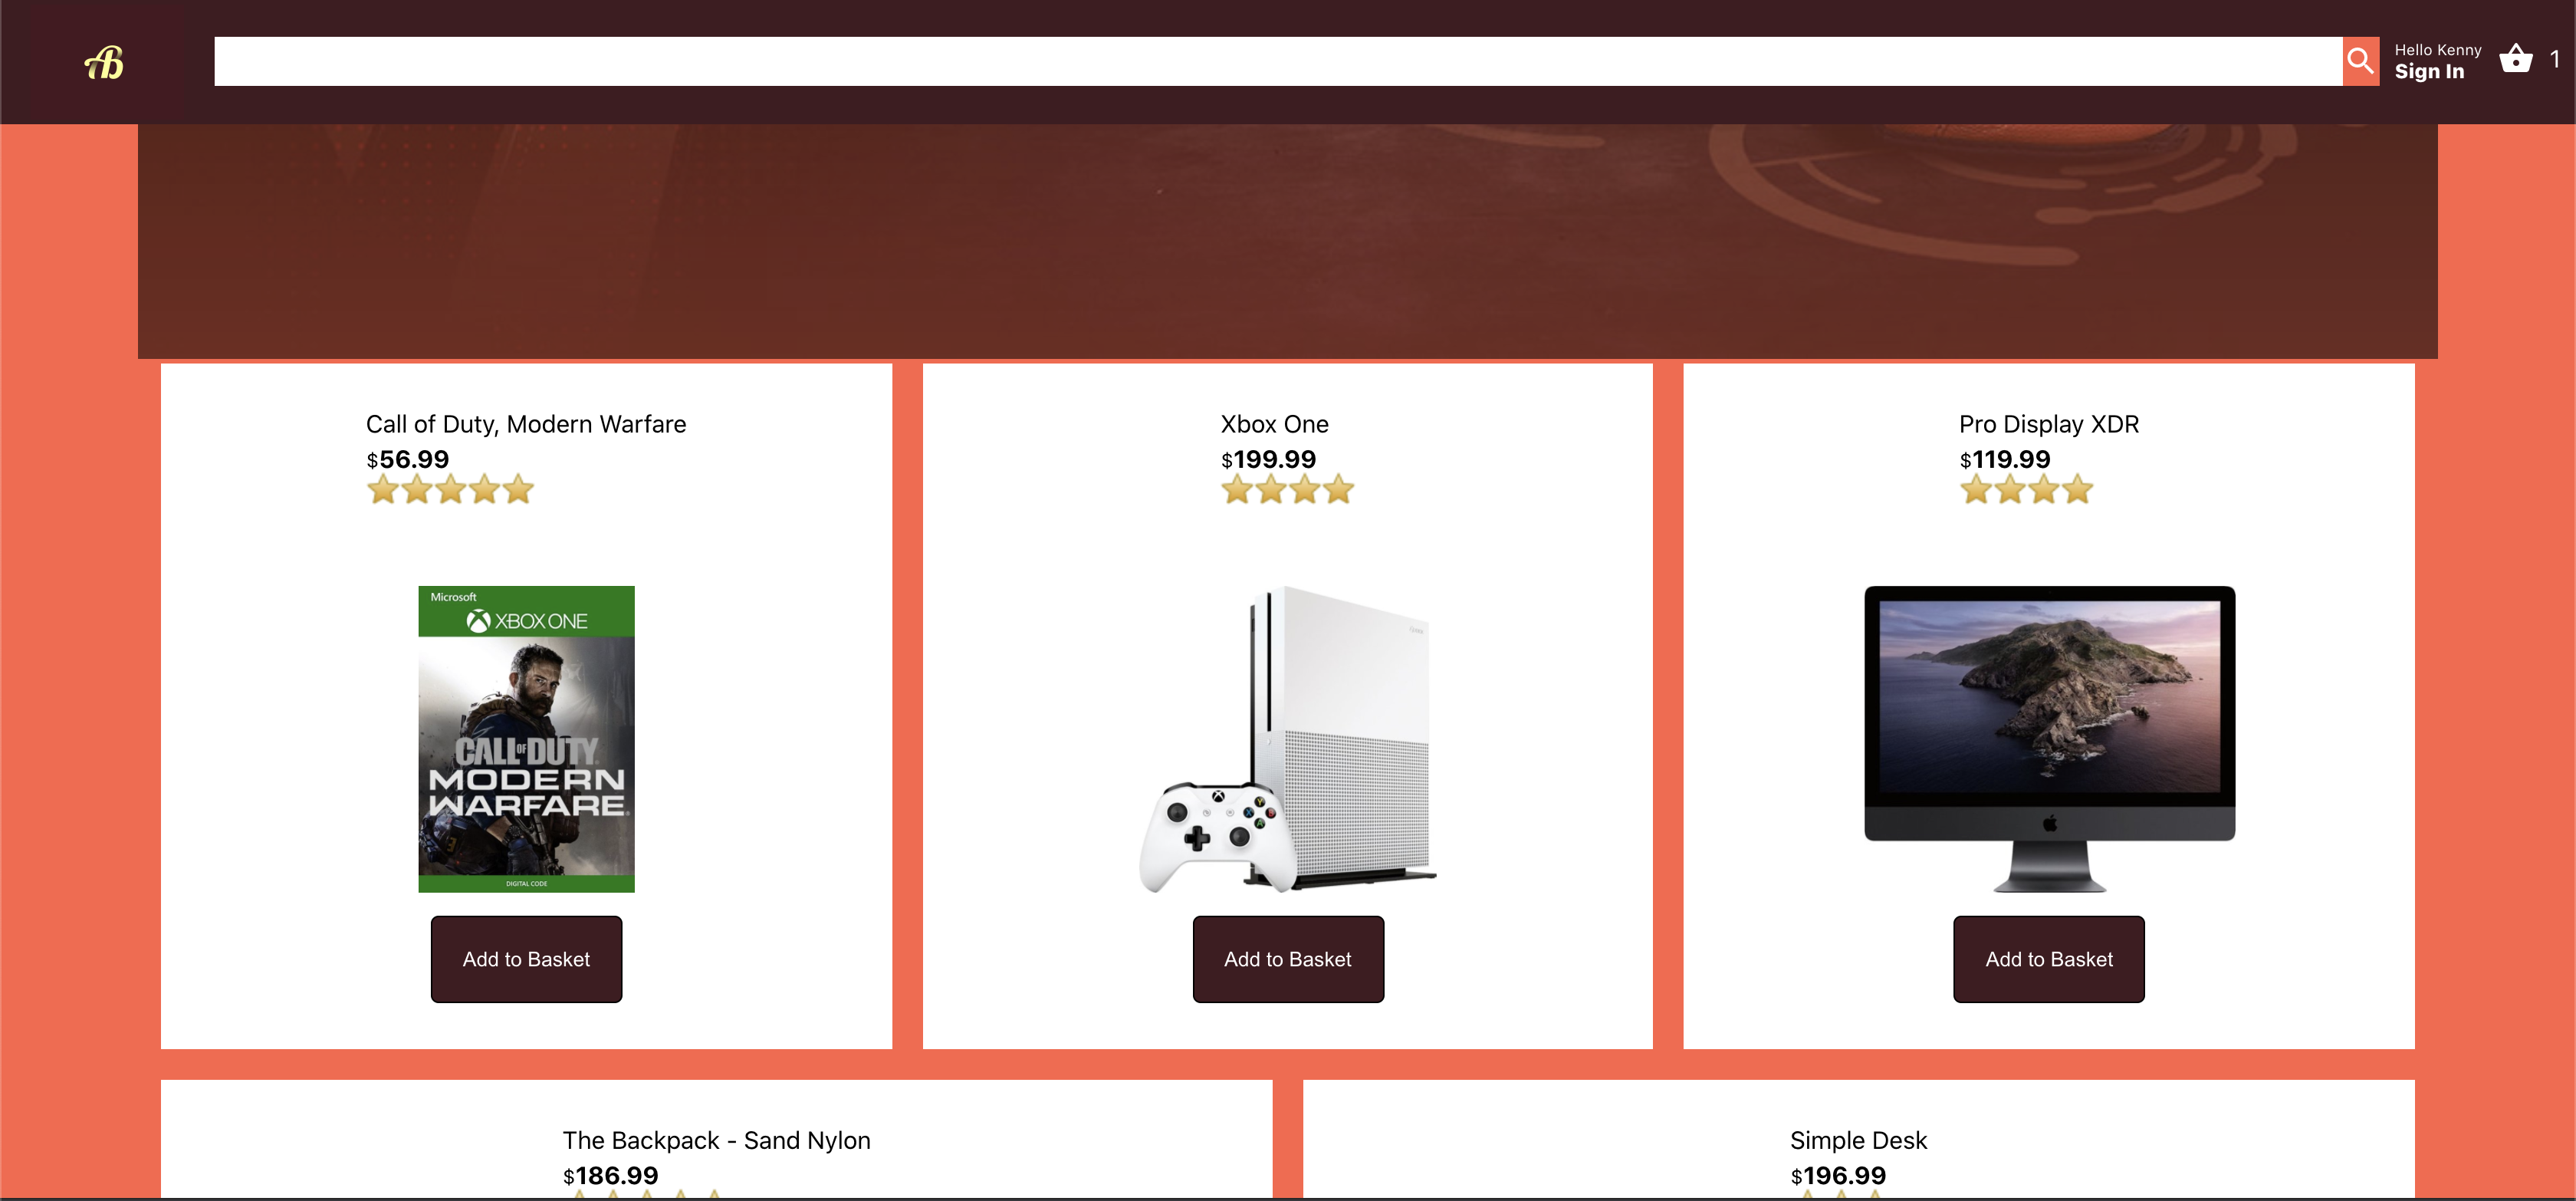 AB
Hello Kenny
Sign In
1
Call of Duty, Modern Warfare
$56.99
Xbox One
$199.99
Pro Display XDR
$119.99
Microsoft
XBOX ONE
CALL OF DUTY
MODERN
WARFARE
DIGITAL CODE
Add to Basket
Add to Basket
Add to Basket
The Backpack - Sand Nylon
$186.99
Simple Desk
$196.99